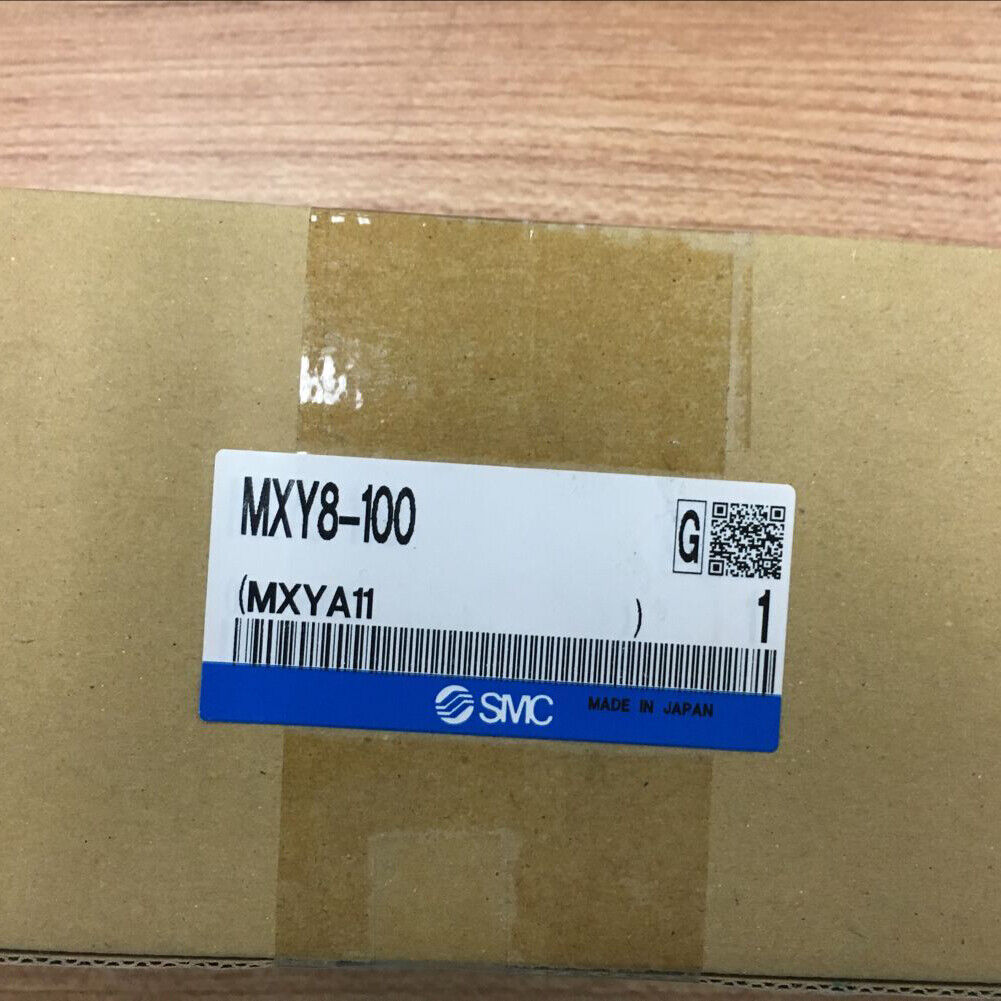 MXY8-100
G
(MXYA11 )
1
SMC
MADE IN JAPAN